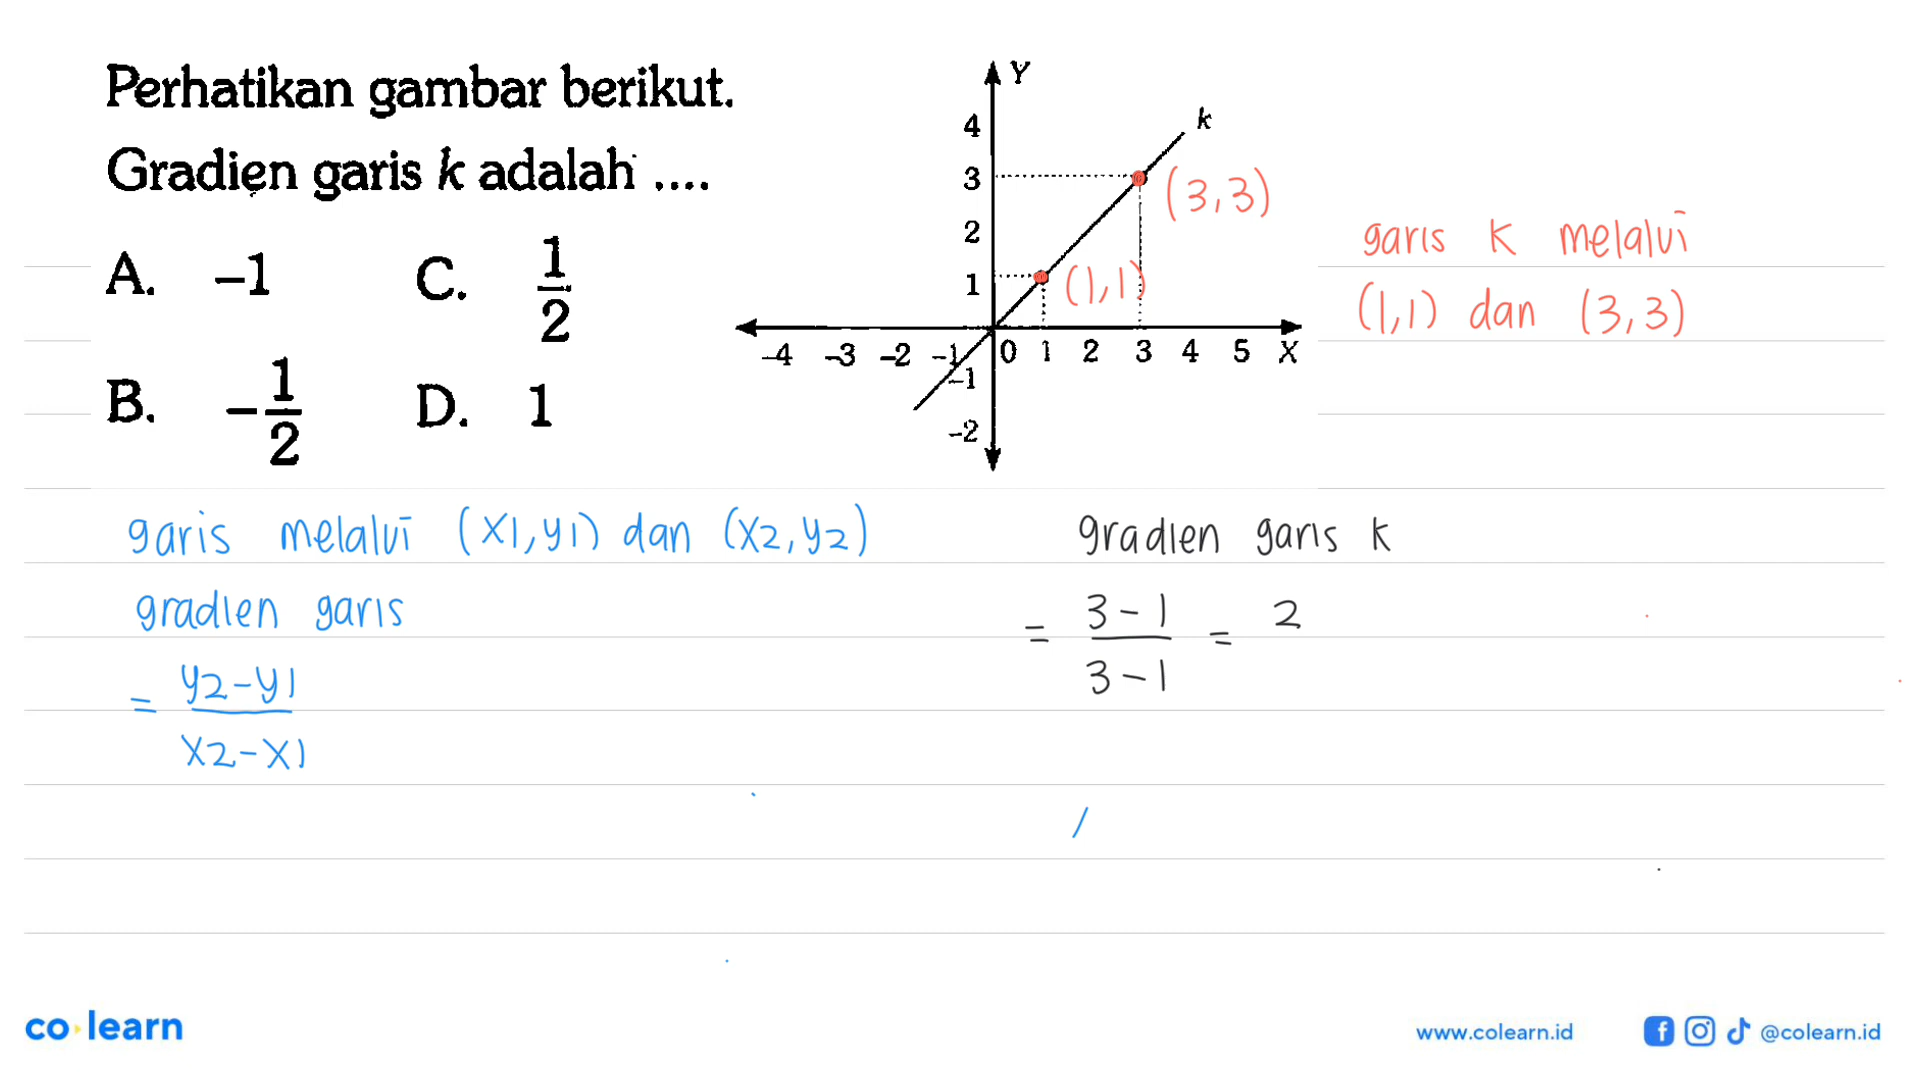 Perhatikan gambar berikut.
Gradien garis k adalah ....
A. -1 C. 1/2
B. -1/2 D. 1
Y
k
4
3
2
1
(3,3)
(1,1)
-4 -3 -2 -1 0 1 2 3 4 5 X
-1
-2
garis k melalui
(1,1) dan (3,3)
garis melalui (x1,y1) dan (x2,y2)
gradien garis
= y2-y1
x2-x1
gradien garis k
= 3-1 = 2
3-1
co learn
www.colearn.id
@colearn.id